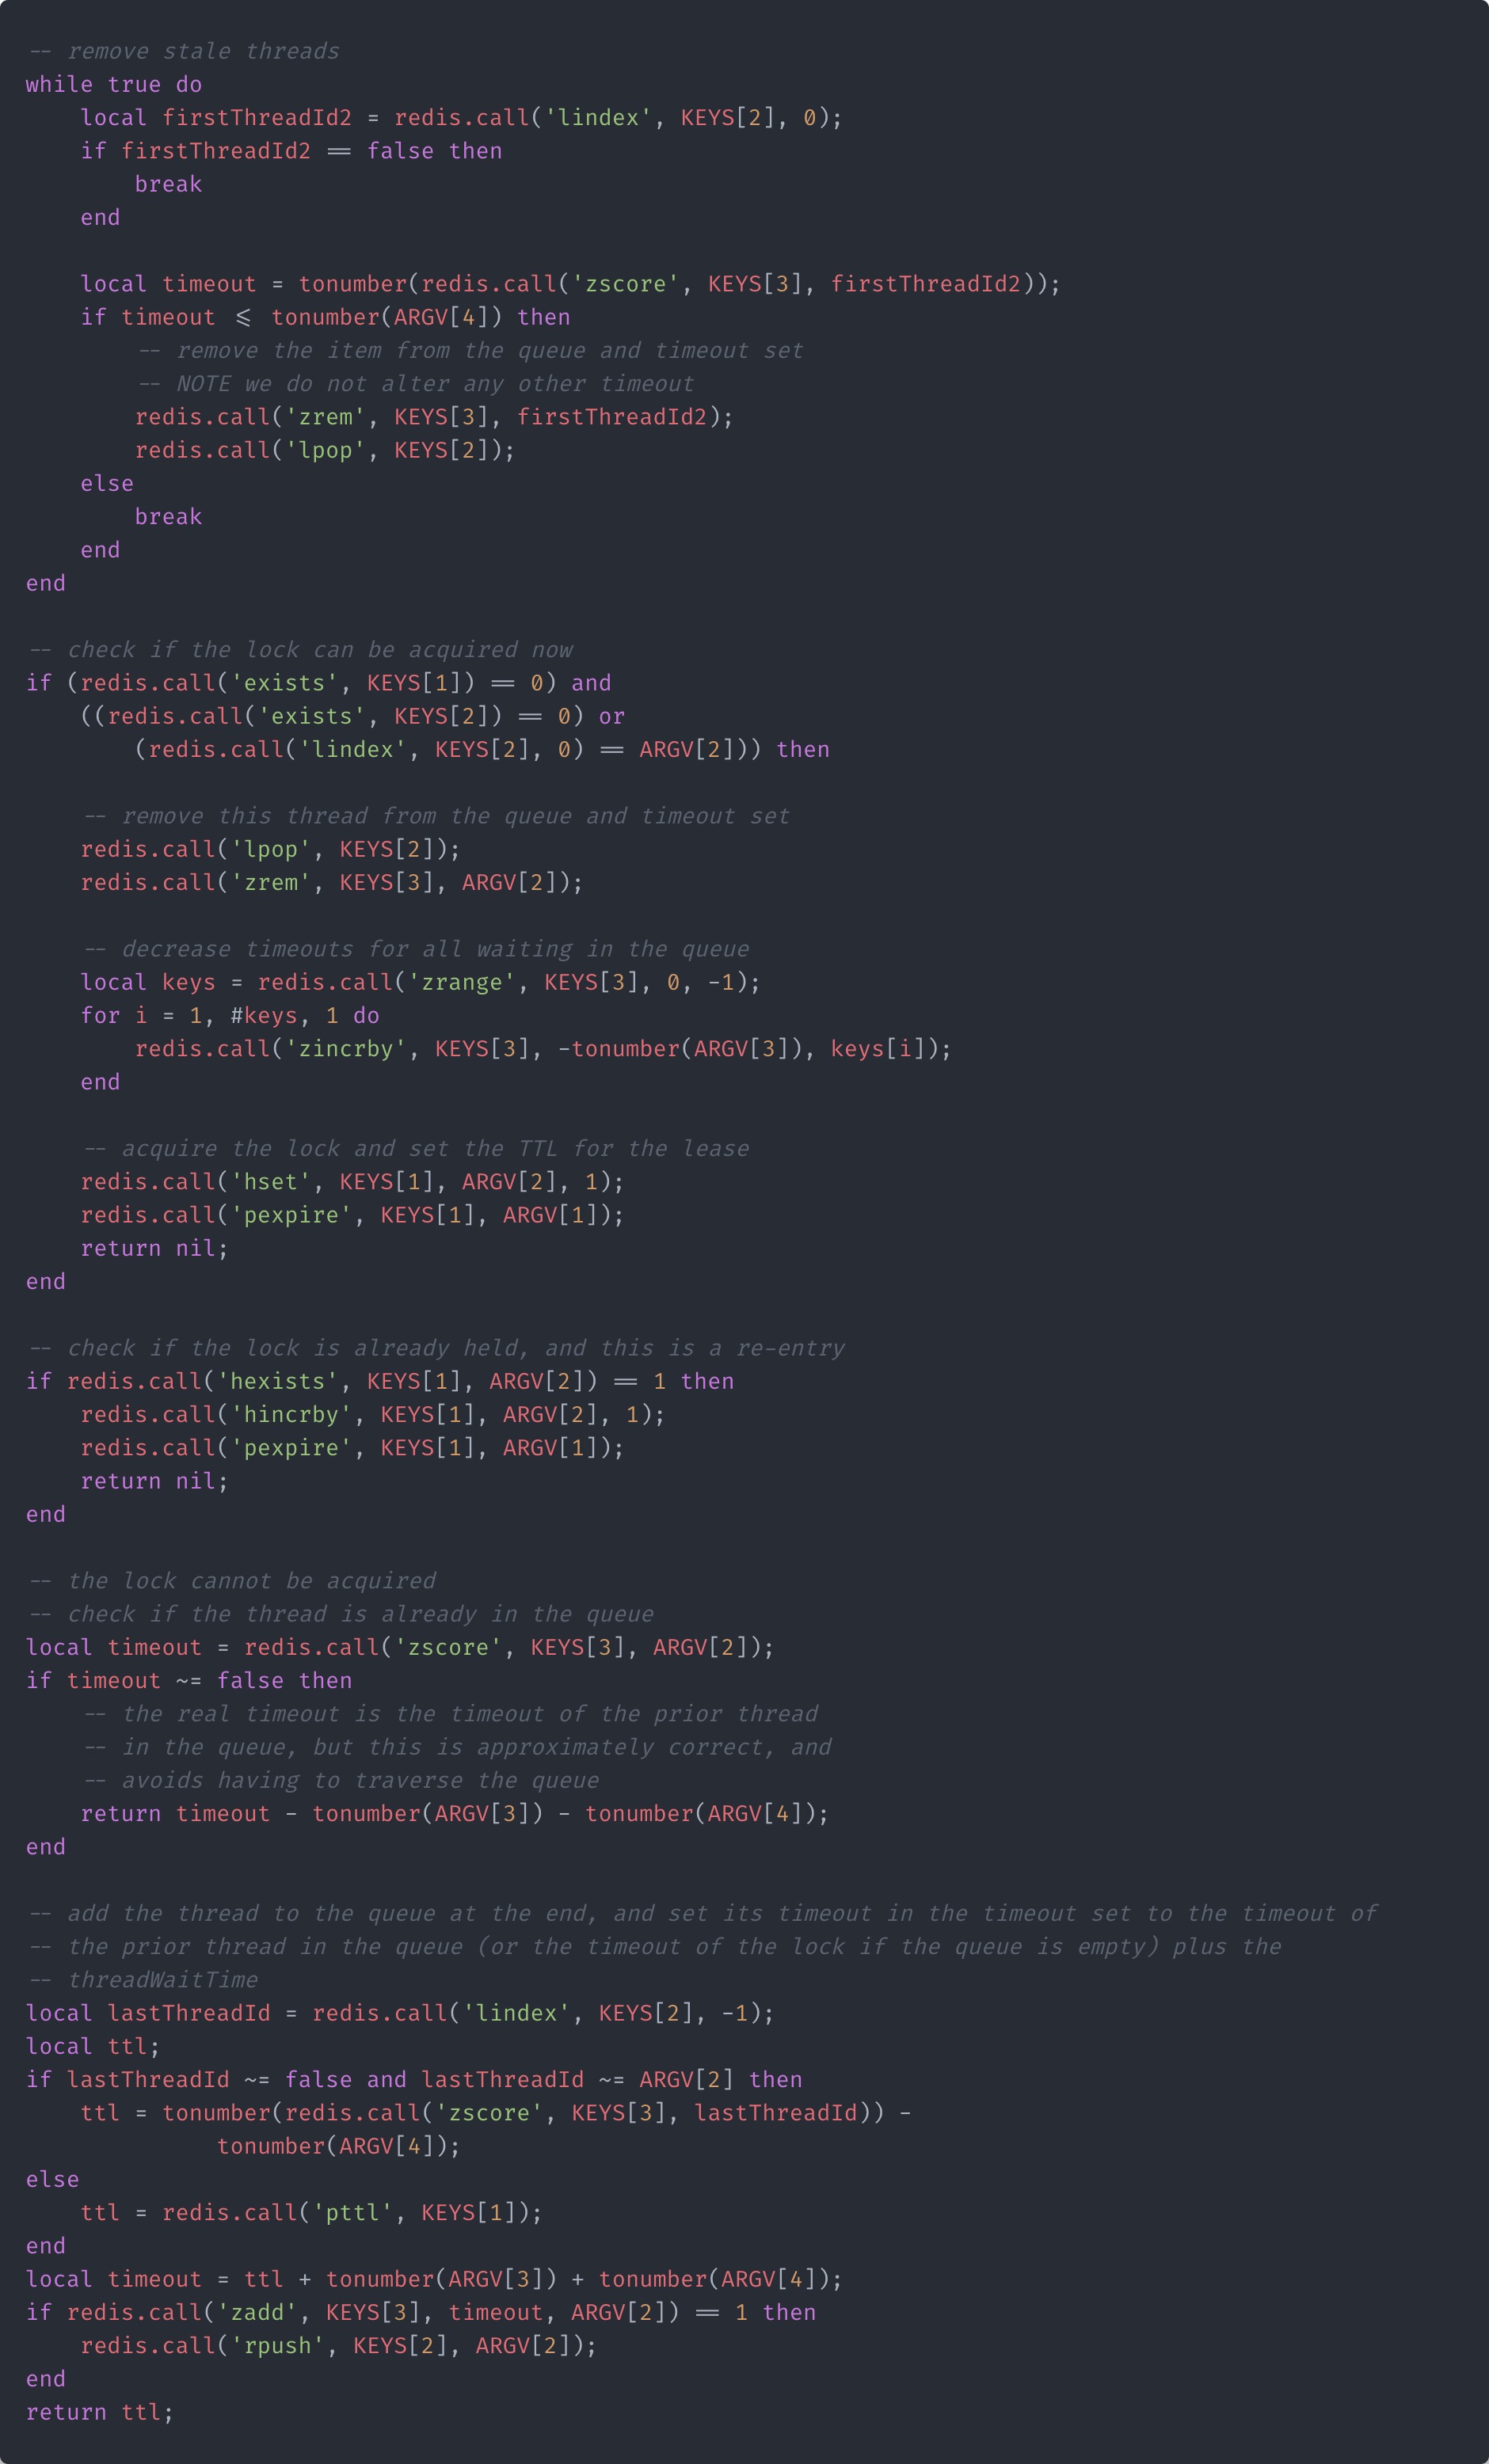 -- remove stale threads
while true do
    local firstThreadId2 = redis.call('lindex', KEYS[2], 0);
    if firstThreadId2 == false then
        break
    end

    local timeout = tonumber(redis.call('zscore', KEYS[3], firstThreadId2));
    if timeout <= tonumber(ARGV[4]) then
        -- remove the item from the queue and timeout set
        -- NOTE we do not alter any other timeout
        redis.call('zrem', KEYS[3], firstThreadId2);
        redis.call('lpop', KEYS[2]);
    else
        break
    end
end

-- check if the lock can be acquired now
if (redis.call('exists', KEYS[1]) == 0) and
    ((redis.call('exists', KEYS[2]) == 0) or
        (redis.call('lindex', KEYS[2], 0) == ARGV[2])) then

    -- remove this thread from the queue and timeout set
    redis.call('lpop', KEYS[2]);
    redis.call('zrem', KEYS[3], ARGV[2]);

    -- decrease timeouts for all waiting in the queue
    local keys = redis.call('zrange', KEYS[3], 0, -1);
    for i = 1, #keys, 1 do
        redis.call('zincrby', KEYS[3], -tonumber(ARGV[3]), keys[i]);
    end

    -- acquire the lock and set the TTL for the lease
    redis.call('hset', KEYS[1], ARGV[2], 1);
    redis.call('pexpire', KEYS[1], ARGV[1]);
    return nil;
end

-- check if the lock is already held, and this is a re-entry
if redis.call('hexists', KEYS[1], ARGV[2]) == 1 then
    redis.call('hincrby', KEYS[1], ARGV[2], 1);
    redis.call('pexpire', KEYS[1], ARGV[1]);
    return nil;
end

-- the lock cannot be acquired
-- check if the thread is already in the queue
local timeout = redis.call('zscore', KEYS[3], ARGV[2]);
if timeout ~= false then
    -- the real timeout is the timeout of the prior thread
    -- in the queue, but this is approximately correct, and
    -- avoids having to traverse the queue
    return timeout - tonumber(ARGV[3]) - tonumber(ARGV[4]);
end

-- add the thread to the queue at the end, and set its timeout in the timeout set to the timeout of
-- the prior thread in the queue (or the timeout of the lock if the queue is empty) plus the
-- threadWaitTime
local lastThreadId = redis.call('lindex', KEYS[2], -1);
local ttl;
if lastThreadId ~= false and lastThreadId ~= ARGV[2] then
    ttl = tonumber(redis.call('zscore', KEYS[3], lastThreadId)) -
              tonumber(ARGV[4]);
else
    ttl = redis.call('pttl', KEYS[1]);
end
local timeout = ttl + tonumber(ARGV[3]) + tonumber(ARGV[4]);
if redis.call('zadd', KEYS[3], timeout, ARGV[2]) == 1 then
    redis.call('rpush', KEYS[2], ARGV[2]);
end
return ttl;